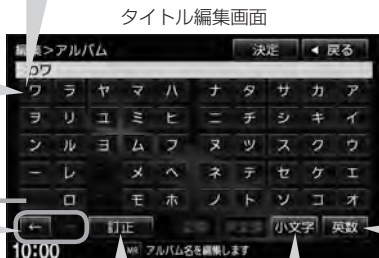 タイトル編集画面
編集>アルバム 決定 ◀戻る
ワ ラ ヤ マ ハ ナ タ サ カ ア
ヲ リ ユ ミ ヒ ニ チ シ キ イ
ン ル ヨ ム フ ヌ ツ ス ク ウ
ー レ メ ヘ ネ テ セ ケ エ
ロ モ ホ ノ ト ソ コ オ
← 訂正 小文字 英数
10:00 アルバム名を編集します